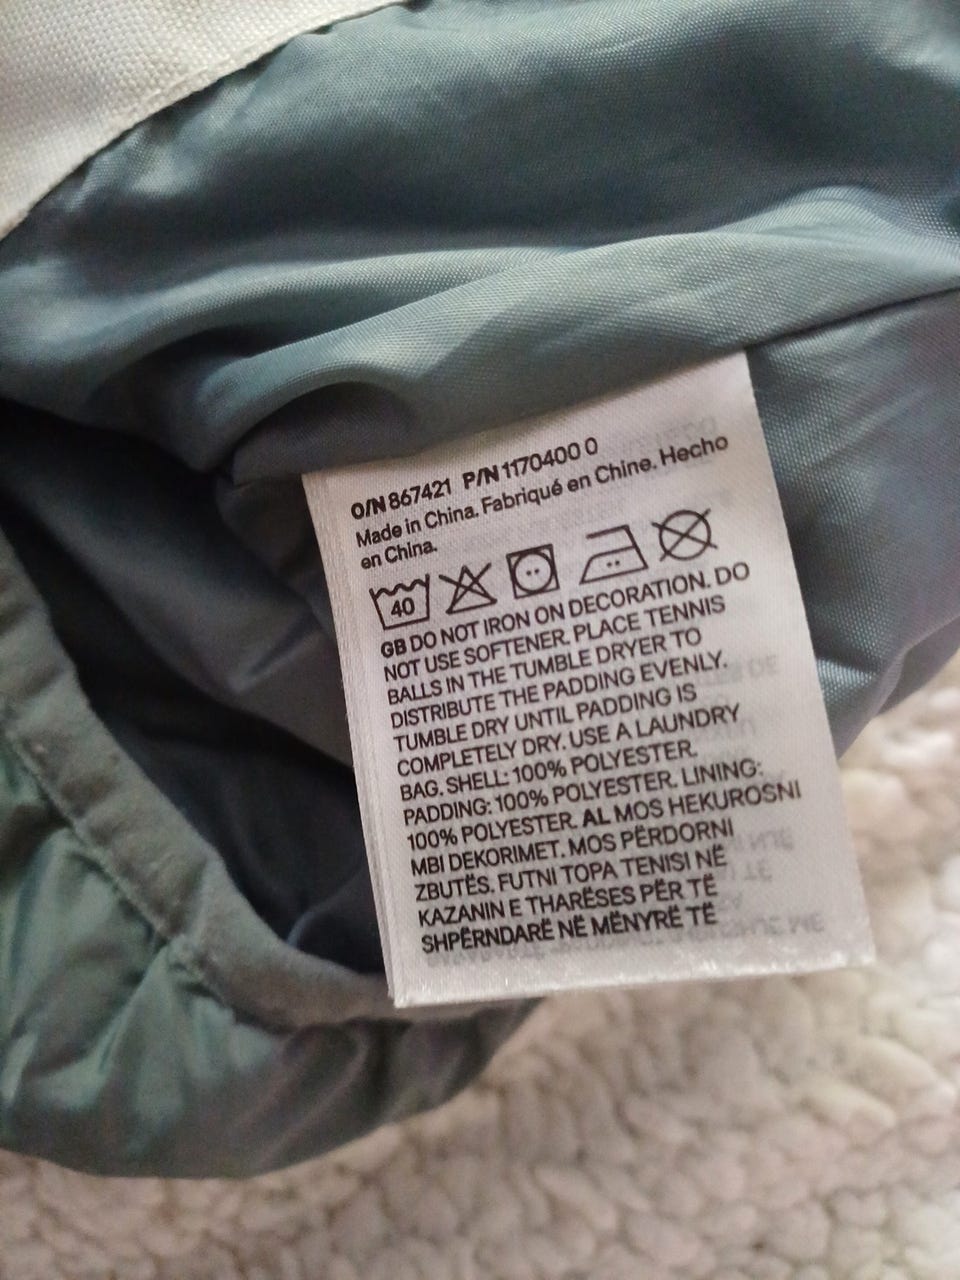 O/N 867421 P/N 1170400 0
Made in China. Fabriqué en Chine. Hecho
en China.
40
GB DO NOT IRON ON DECORATION. DO
NOT USE SOFTENER. PLACE TENNIS
BALLS IN THE TUMBLE DRYER TO
DISTRIBUTE THE PADDING EVENLY.
TUMBLE DRY UNTIL PADDING IS
COMPLETELY DRY. USE A LAUNDRY
BAG. SHELL: 100% POLYESTER.
PADDING: 100% POLYESTER. LINING:
100% POLYESTER. AL MOS HEKUROSNI
MBI DEKORIMET. MOS PËRDORNI
ZBUTËS. FUTNI TOPA TENISI NË
KAZANIN E THARËSES PËR TË
SHPËRNDARË NË MËNYRË TË